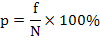 p = f/N × 100%